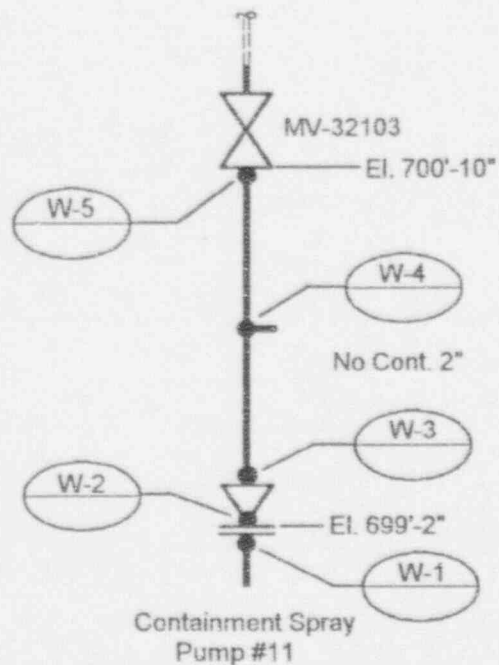 MV-32103
El. 700'-10"
W-5
W-4
No Cont. 2"
W-3
W-2
El. 699'-2"
W-1
Containment Spray
Pump #11